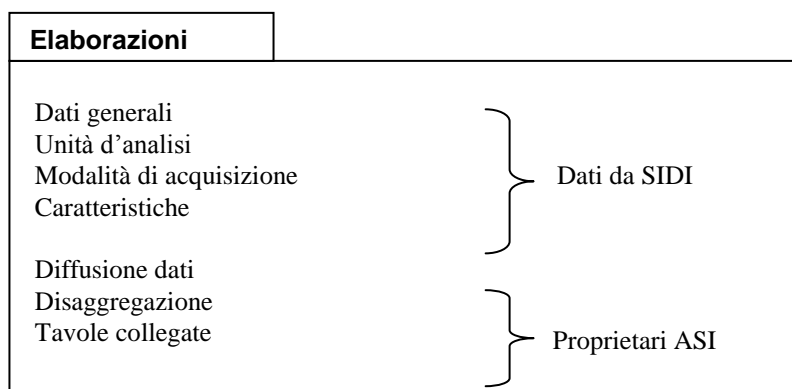 Elaborazioni
Dati generali
Unità d'analisi
Modalità di acquisizione
Caratteristiche
Dati da SIDI
Diffusione dati
Disaggregazione
Tavole collegate
Proprietari ASI